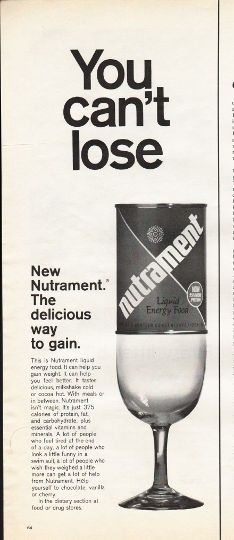 You
can't
lose
New
Nutrament.®
The
delicious
way
to gain.
nutrament
Liquid
Energy Food
This is Nutrament liquid
energy food. It can help you
gain weight. It can help
you feel better. It tastes
delicious, milkshake cold
or cocoa hot. With meals or
in between. Nutrament
isn't magic. It's just 375
calories of protein, fat,
and carbohydrate, plus
essential vitamins and
minerals. A lot of people
who feel tired at the end
of a day, a lot of people who
look a little funny in a
swim suit, a lot of people who
wish they weighed a little
more can get a lot of help
from Nutrament. Help
yourself to chocolate, vanilla
or cherry.
In the dietary section at
food or drug stores.
64